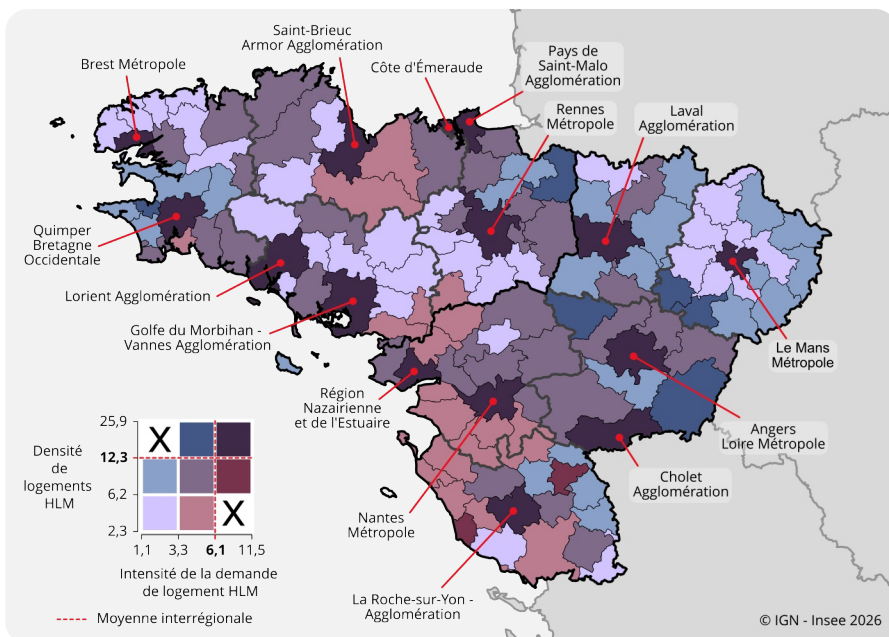 Saint-Brieuc
Armor Agglomération
Brest Métropole
Côte d'Émeraude
Pays de
Saint-Malo
Agglomération
Rennes
Métropole
Laval
Agglomération
Quimper
Bretagne
Occidentale
Lorient Agglomération
Golfe du Morbihan -
Vannes Agglomération
Le Mans
Métropole
Région
Nazairienne
et de l'Estuaire
Angers
Loire Métropole
Cholet
Agglomération
Nantes
Métropole
La Roche-sur-Yon -
Agglomération
Densité
de
logements
HLM
25,9
12,3
6,2
2,3
X
X
1,1
3,3
6,1
11,5
Intensité de la demande
de logement HLM
Moyenne interrégionale
© IGN - Insee 2026